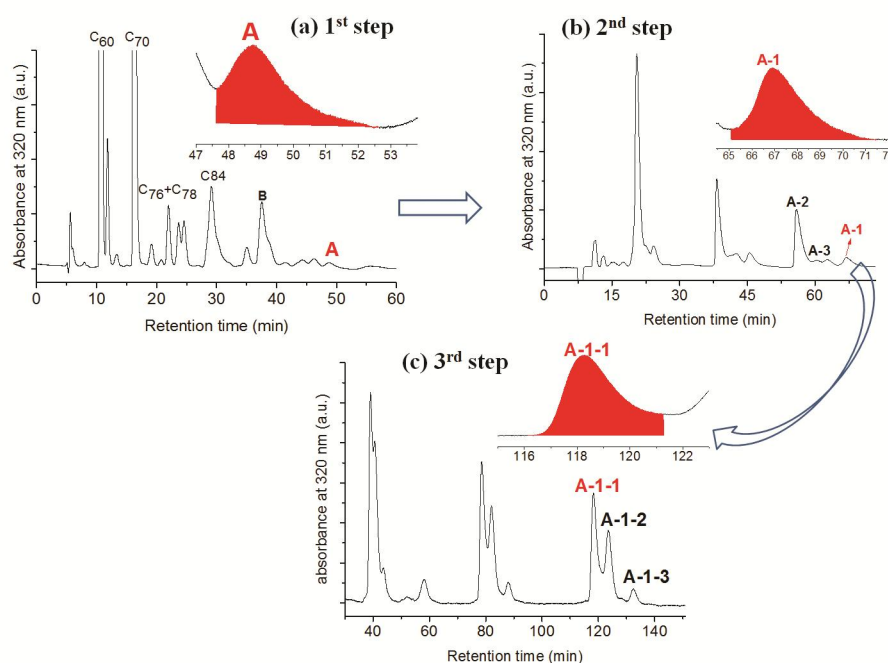 (a) 1st step
C60
C70
A
47 48 49 50 51 52 53
C76+C78
C84
B
A
Absorbance at 320 nm (a.u.)
0 10 20 30 40 50 60
Retention time (min)
(b) 2nd step
A-1
65 66 67 68 69 70 71 72
A-2
A-3
A-1
Absorbance at 320 nm (a.u.)
0 15 30 45 60
Retention time (min)
(c) 3rd step
A-1-1
116 118 120 122
A-1-1
A-1-2
A-1-3
absorbance at 320 nm (a.u.)
40 60 80 100 120 140
Retention time (min)